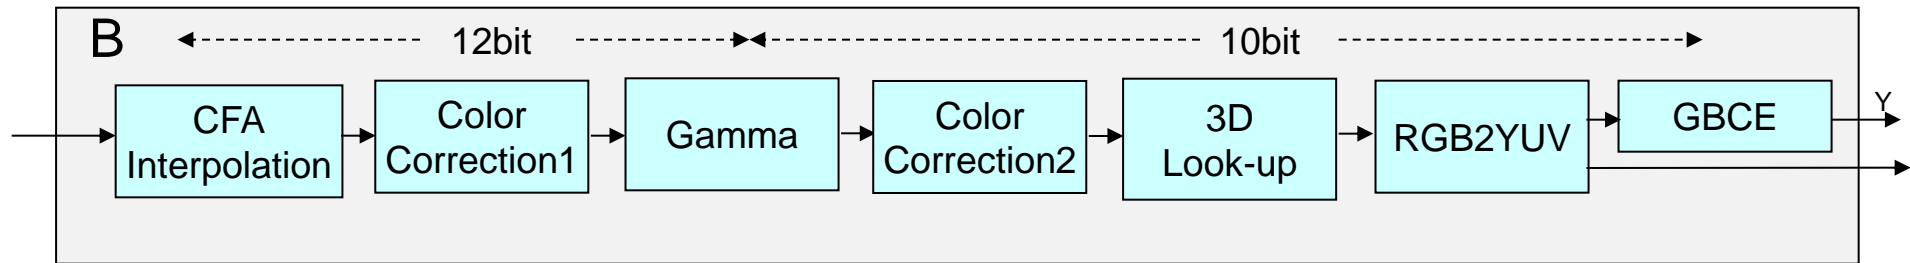 B
12bit
10bit
CFA
Interpolation
Color
Correction1
Gamma
Color
Correction2
3D
Look-up
RGB2YUV
GBCE
Y